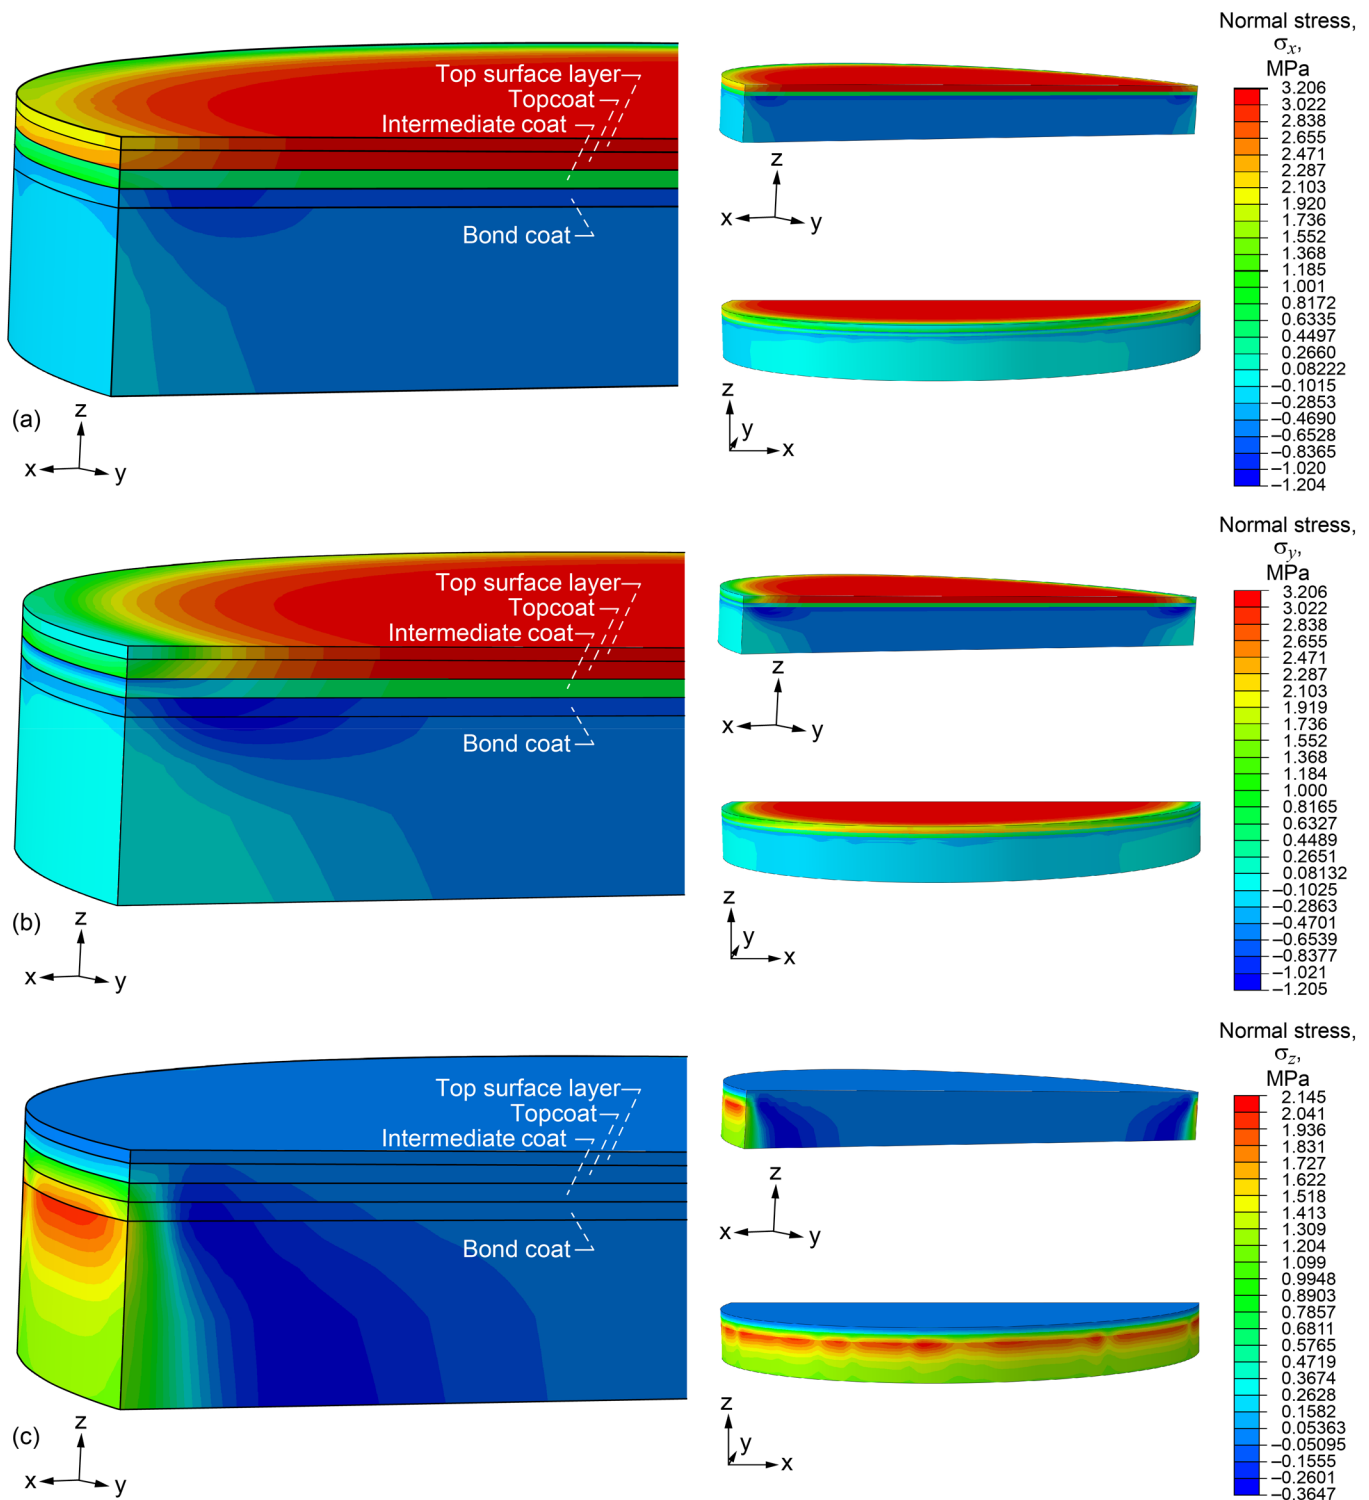 Normal stress,
σx,
MPa
3.206
3.022
2.838
2.655
2.471
2.287
2.103
1.920
1.736
1.552
1.368
1.185
1.001
0.8172
0.6335
0.4497
0.2660
0.08222
−0.1015
−0.2853
−0.4690
−0.6528
−0.8365
−1.020
−1.204
Top surface layer
Topcoat
Intermediate coat
Bond coat
(a)
z
x
y
z
x
y
z
y
x
Normal stress,
σy,
MPa
3.206
3.022
2.838
2.655
2.471
2.287
2.103
1.919
1.736
1.552
1.368
1.184
1.000
0.8165
0.6327
0.4489
0.2651
0.08132
−0.1025
−0.2863
−0.4701
−0.6539
−0.8377
−1.021
−1.205
Top surface layer
Topcoat
Intermediate coat
Bond coat
(b)
z
x
y
z
x
y
z
y
x
Normal stress,
σz,
MPa
2.145
2.041
1.936
1.831
1.727
1.622
1.518
1.413
1.309
1.204
1.099
0.9948
0.8903
0.7857
0.6811
0.5765
0.4719
0.3674
0.2628
0.1582
0.05363
−0.05095
−0.1555
−0.2601
−0.3647
Top surface layer
Topcoat
Intermediate coat
Bond coat
(c)
z
x
y
z
x
y
z
y
x